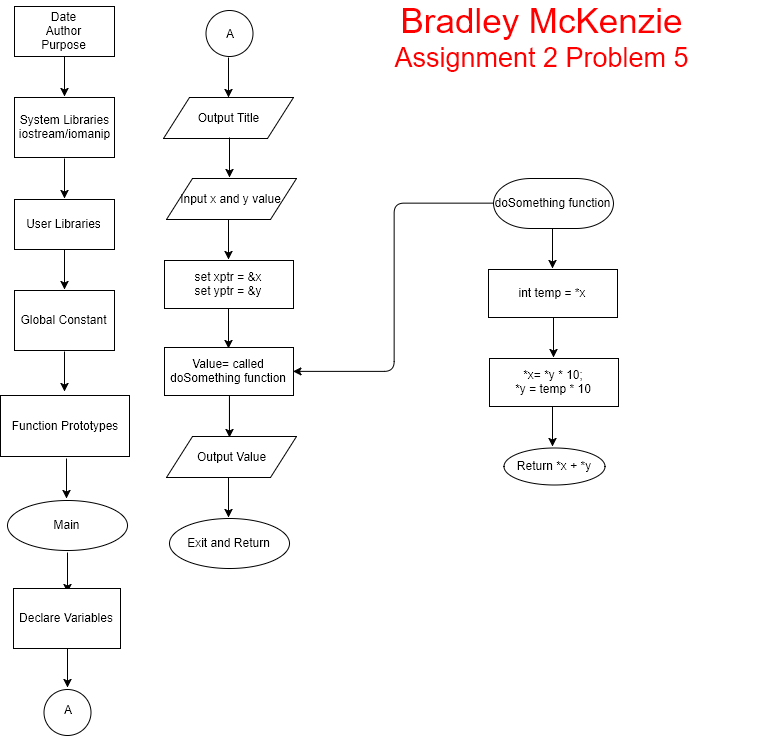 Bradley McKenzie
Assignment 2 Problem 5
Date
Author
Purpose
System Libraries
iostream/iomanip
User Libraries
Global Constant
Function Prototypes
Main
Declare Variables
A
A
Output Title
Input x and y value
set xptr = &x
set yptr = &y
Value= called
doSomething function
Output Value
Exit and Return
doSomething function
int temp = *x
*x= *y * 10;
*y = temp * 10
Return *x + *y